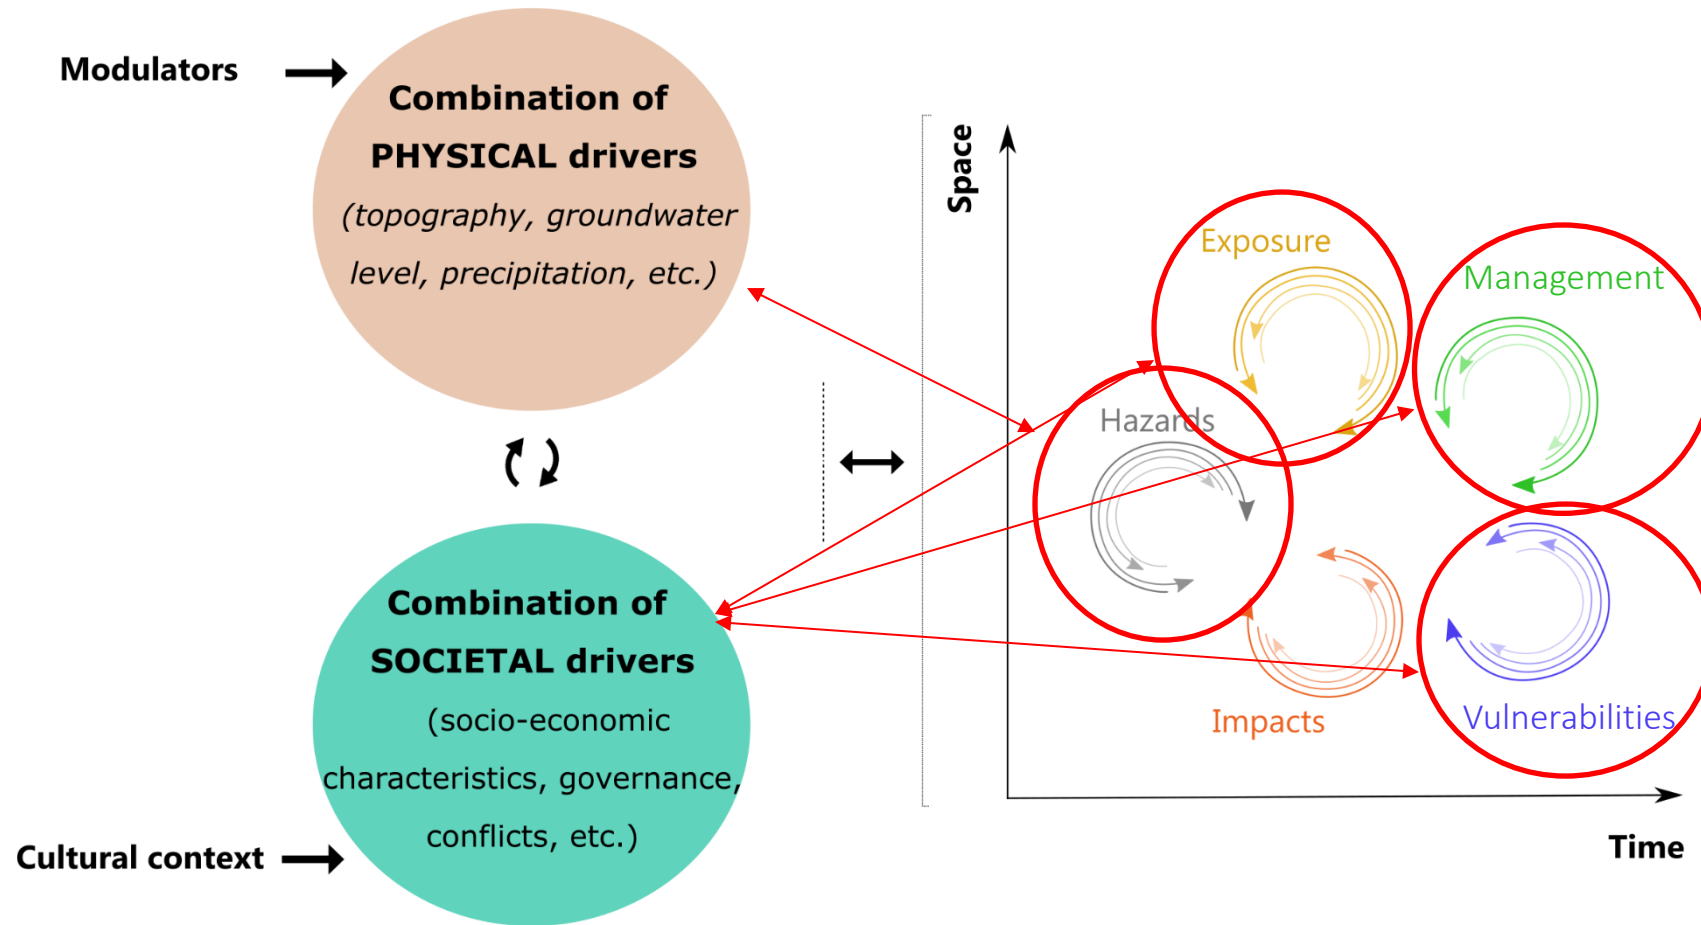 Modulators
Combination of
PHYSICAL drivers
(topography, groundwater
level, precipitation, etc.)
Combination of
SOCIETAL drivers
(socio-economic
characteristics, governance,
conflicts, etc.)
Cultural context
Space
Exposure
Management
Hazards
Impacts
Vulnerabilities
Time